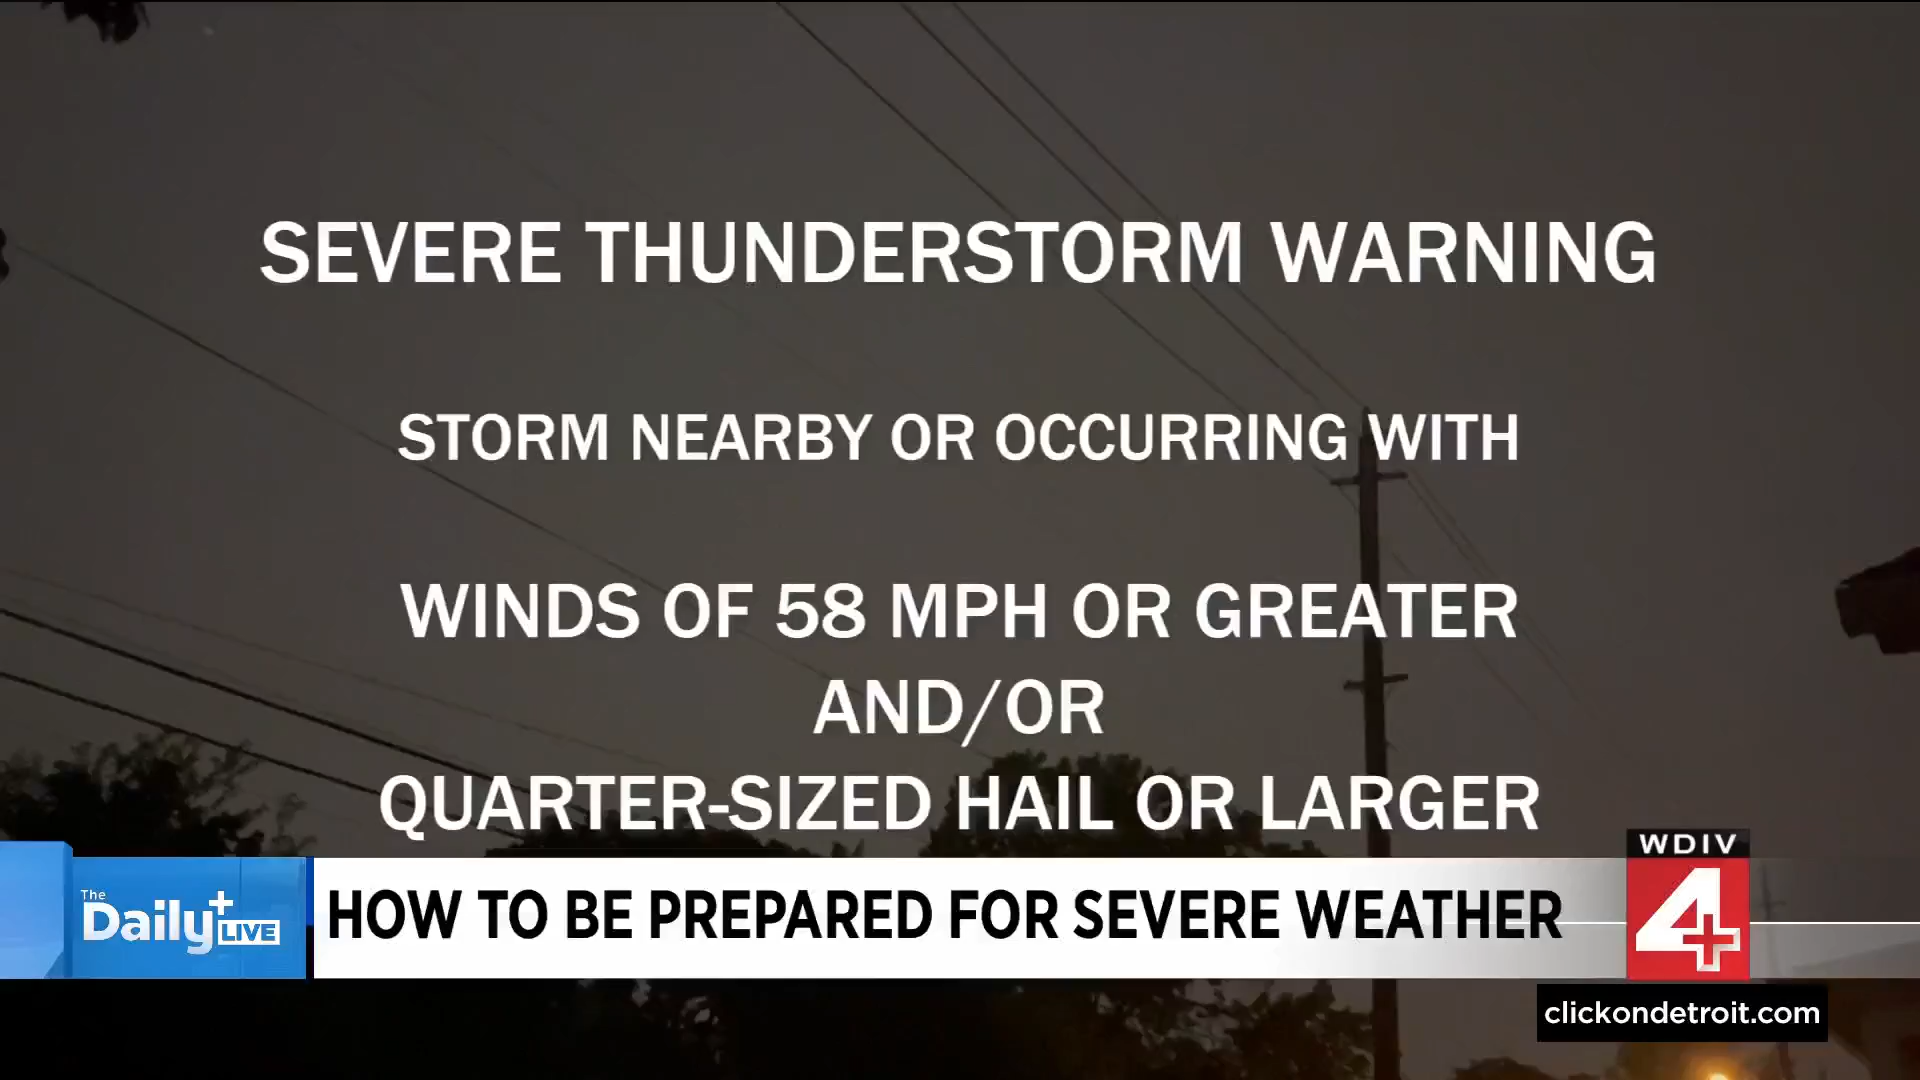 SEVERE THUNDERSTORM WARNING
STORM NEARBY OR OCCURRING WITH
WINDS OF 58 MPH OR GREATER
AND/OR
QUARTER-SIZED HAIL OR LARGER
WDIV
4+
The
Daily+
LIVE
HOW TO BE PREPARED FOR SEVERE WEATHER
clickondetroit.com